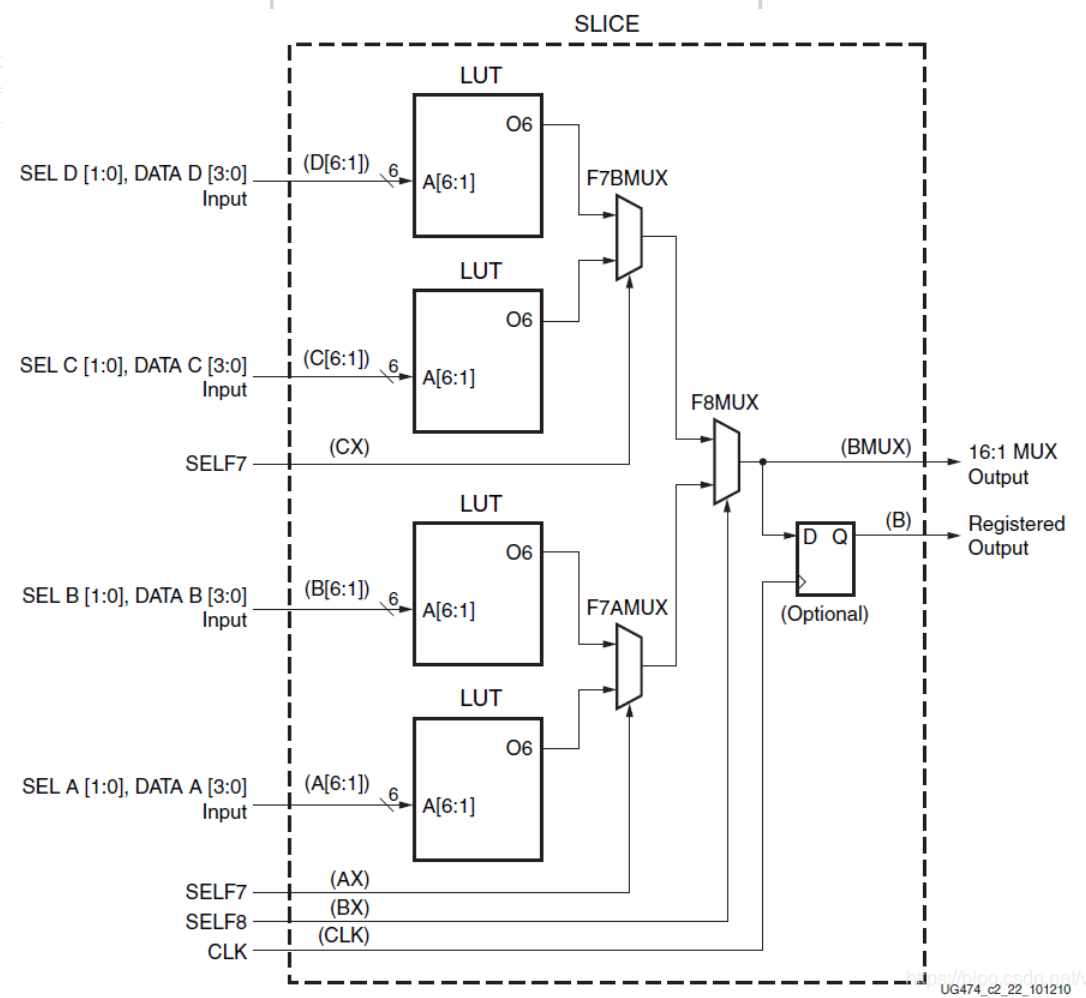 SLICE
LUT
O6
SEL D [1:0], DATA D [3:0]
Input
(D[6:1])
6
A[6:1]
F7BMUX
LUT
O6
SEL C [1:0], DATA C [3:0]
Input
(C[6:1])
6
A[6:1]
F8MUX
SELF7
(CX)
(BMUX)
16:1 MUX
Output
LUT
O6
SEL B [1:0], DATA B [3:0]
Input
(B[6:1])
6
A[6:1]
F7AMUX
D Q
(B)
Registered
Output
(Optional)
LUT
O6
SEL A [1:0], DATA A [3:0]
Input
(A[6:1])
6
A[6:1]
SELF7
(AX)
SELF8
(BX)
CLK
(CLK)
https://blog.csdn.net/
UG474_c2_22_101210